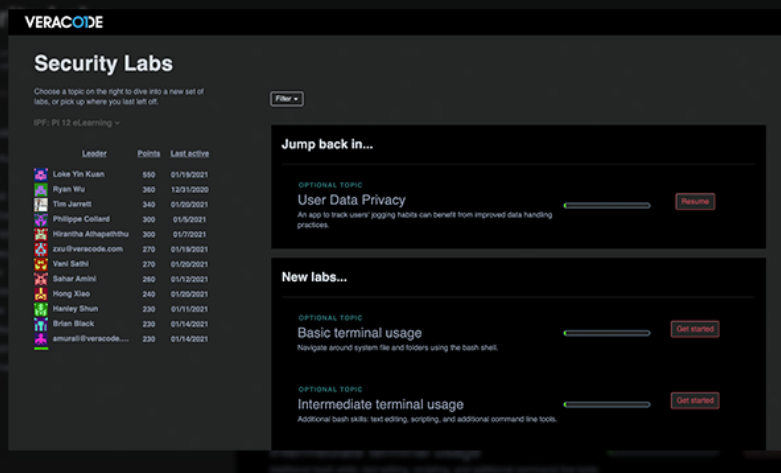 VERACODE
Security Labs
Choose a topic on the right to dive into a new set of
labs, or pick up where you last left off.
IPF: PI 12 eLearning
Leader Points Last active
Loke Yin Kuan 550 01/19/2021
Ryan Wu 360 12/31/2020
Tim Jarrett 340 01/20/2021
Philippe Collard 300 01/5/2021
Hirantha Athapaththu 300 01/7/2021
zxu@veracode.com 270 01/19/2021
Vani Sathi 270 01/20/2021
Sahar Amini 260 01/12/2021
Hong Xiao 240 01/20/2021
Hanley Shun 230 01/11/2021
Brian Black 230 01/14/2021
amurali@veracode.... 230 01/14/2021
Filter
Jump back in...
OPTIONAL TOPIC
User Data Privacy
An app to track users' jogging habits can benefit from improved data handling
practices.
Resume
New labs...
OPTIONAL TOPIC
Basic terminal usage
Navigate around system file and folders using the bash shell.
Get started
OPTIONAL TOPIC
Intermediate terminal usage
Additional bash skills: text editing, scripting, and additional command line tools.
Get started